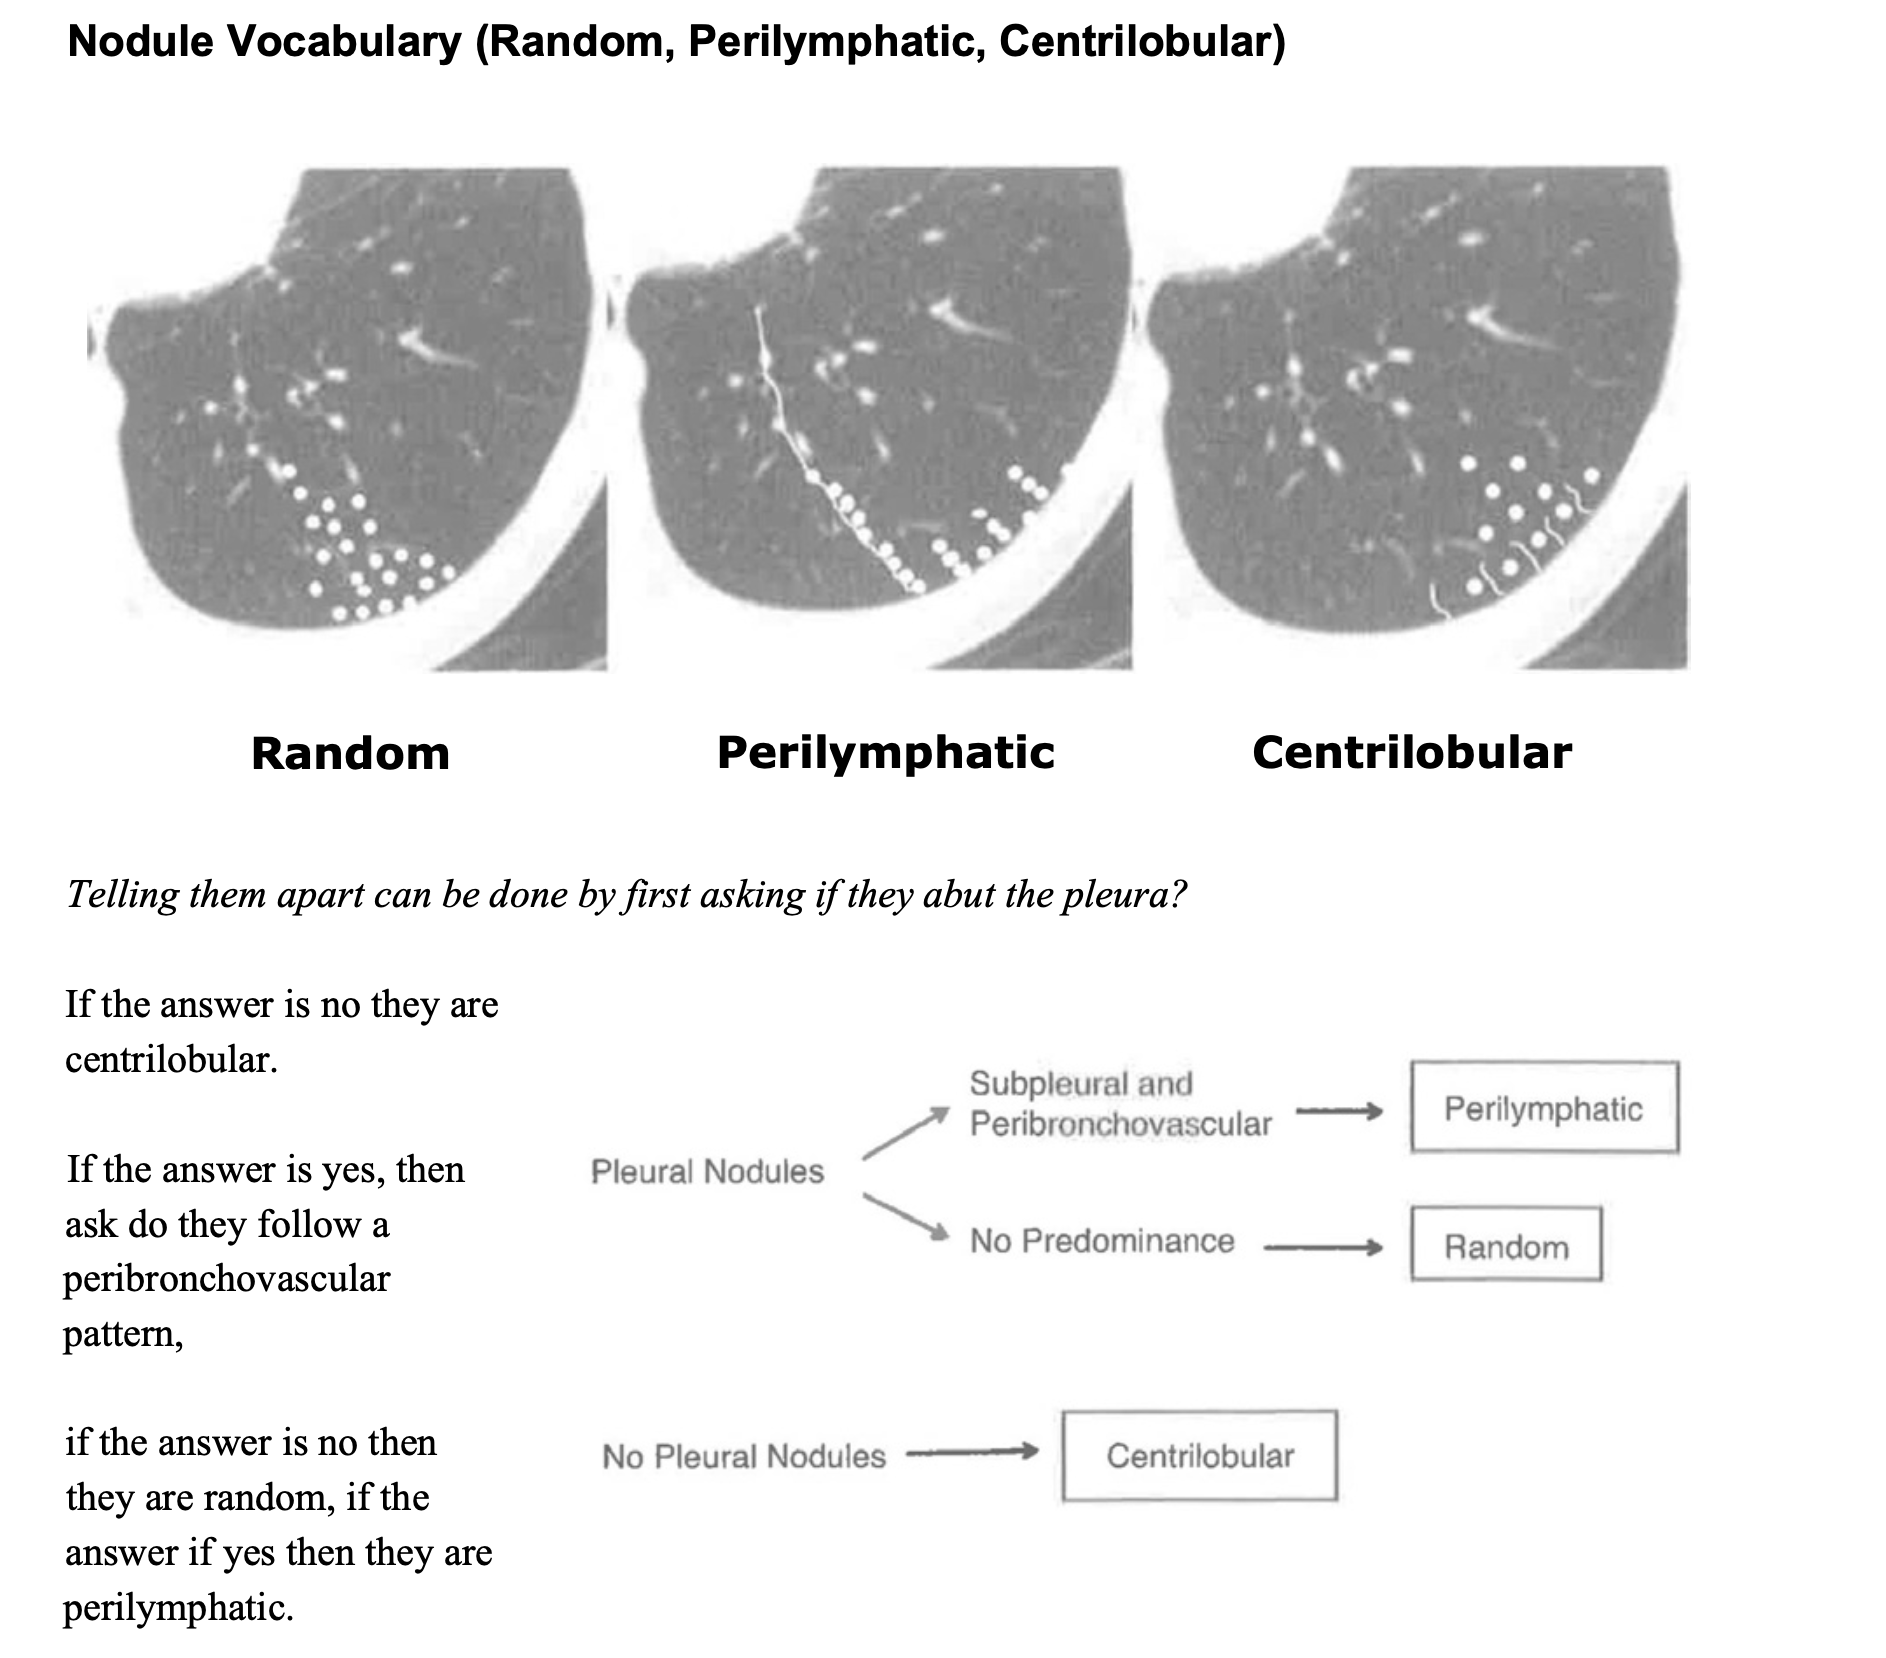 Nodule Vocabulary (Random, Perilymphatic, Centrilobular)
Random
Perilymphatic
Centrilobular
Telling them apart can be done by first asking if they abut the pleura?
If the answer is no they are
centrilobular.
If the answer is yes, then
ask do they follow a
peribronchovascular
pattern,
if the answer is no then
they are random, if the
answer if yes then they are
perilymphatic.
Subpleural and
Peribronchovascular
Perilymphatic
Pleural Nodules
No Predominance
Random
No Pleural Nodules
Centrilobular